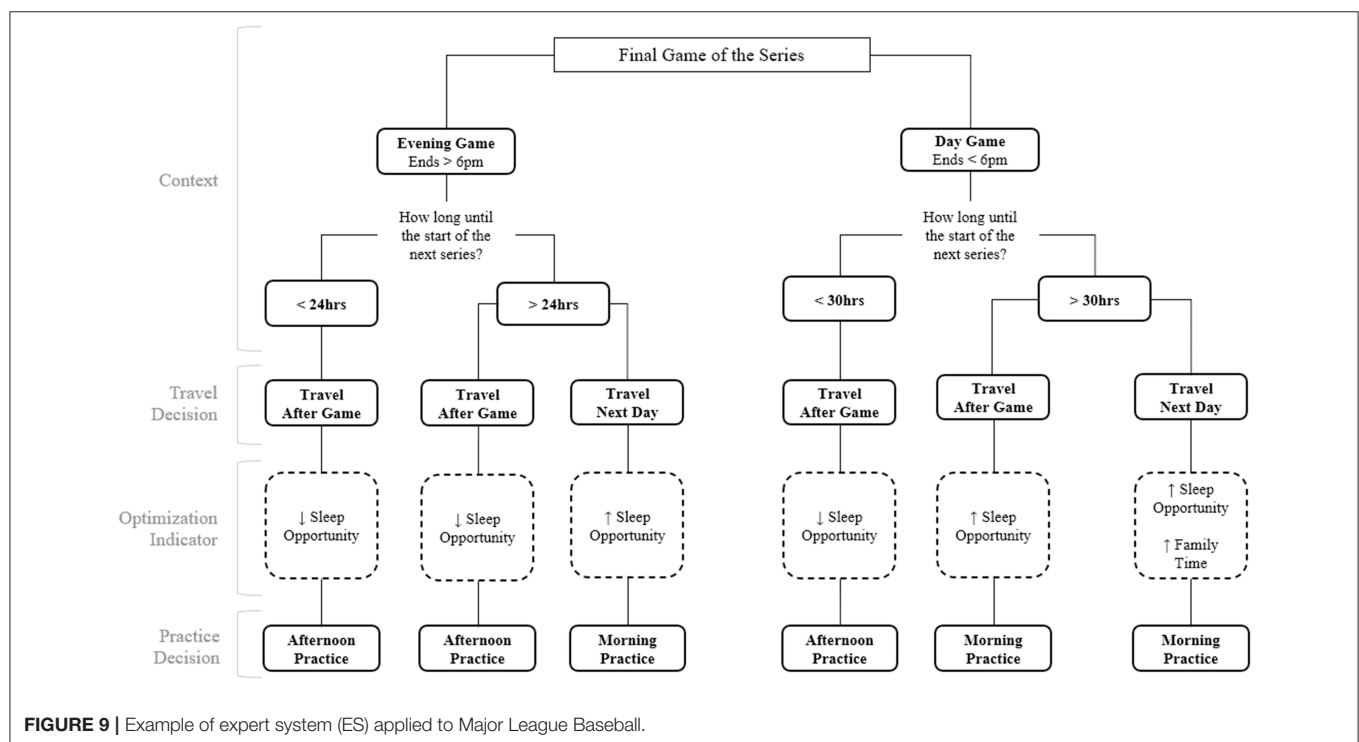 Final Game of the Series
Context
Evening Game
Ends > 6pm
Day Game
Ends < 6pm
How long until
the start of the
next series?
How long until
the start of the
next series?
< 24hrs
> 24hrs
< 30hrs
> 30hrs
Travel
Decision
Travel
After Game
Travel
After Game
Travel
Next Day
Travel
After Game
Travel
After Game
Travel
Next Day
Optimization
Indicator
↓ Sleep
Opportunity
↓ Sleep
Opportunity
↑ Sleep
Opportunity
↓ Sleep
Opportunity
↑ Sleep
Opportunity
↑ Sleep
Opportunity
↑ Family
Time
Practice
Decision
Afternoon
Practice
Afternoon
Practice
Morning
Practice
Afternoon
Practice
Morning
Practice
Morning
Practice
FIGURE 9 | Example of expert system (ES) applied to Major League Baseball.